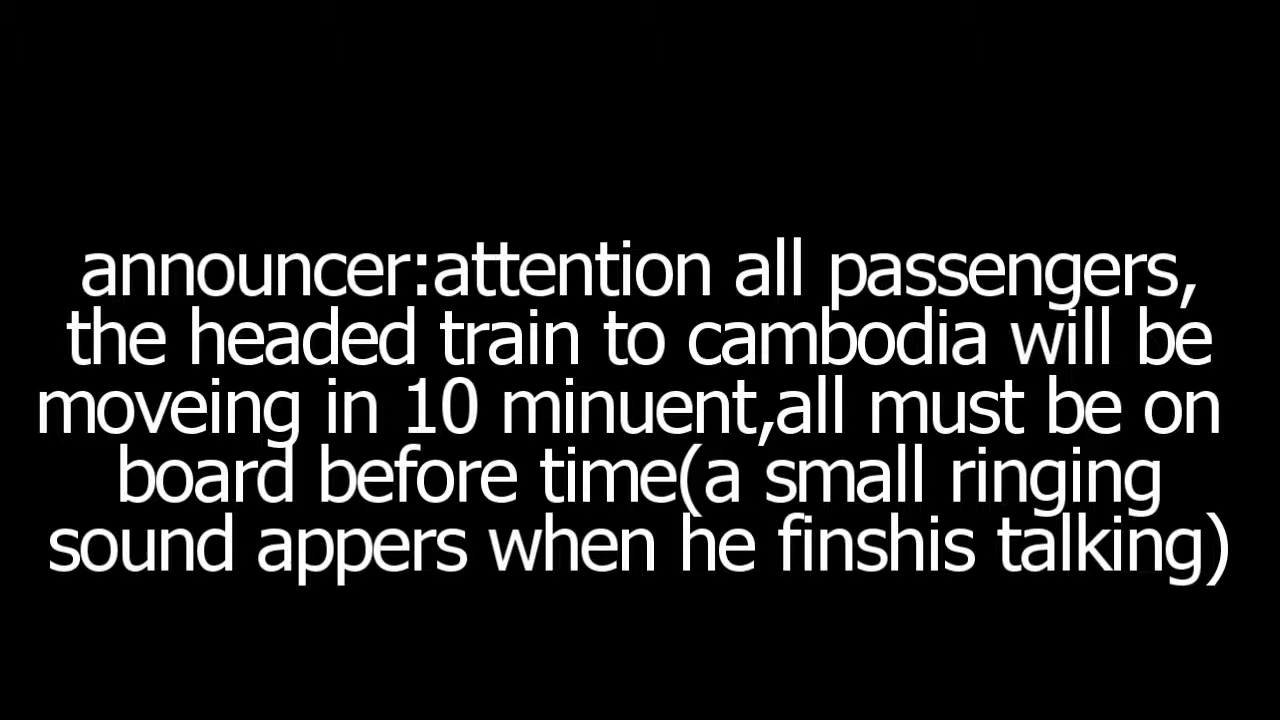 announcer:attention all passengers,
the headed train to cambodia will be
moveing in 10 minuent,all must be on
board before time(a small ringing
sound appers when he finshis talking)